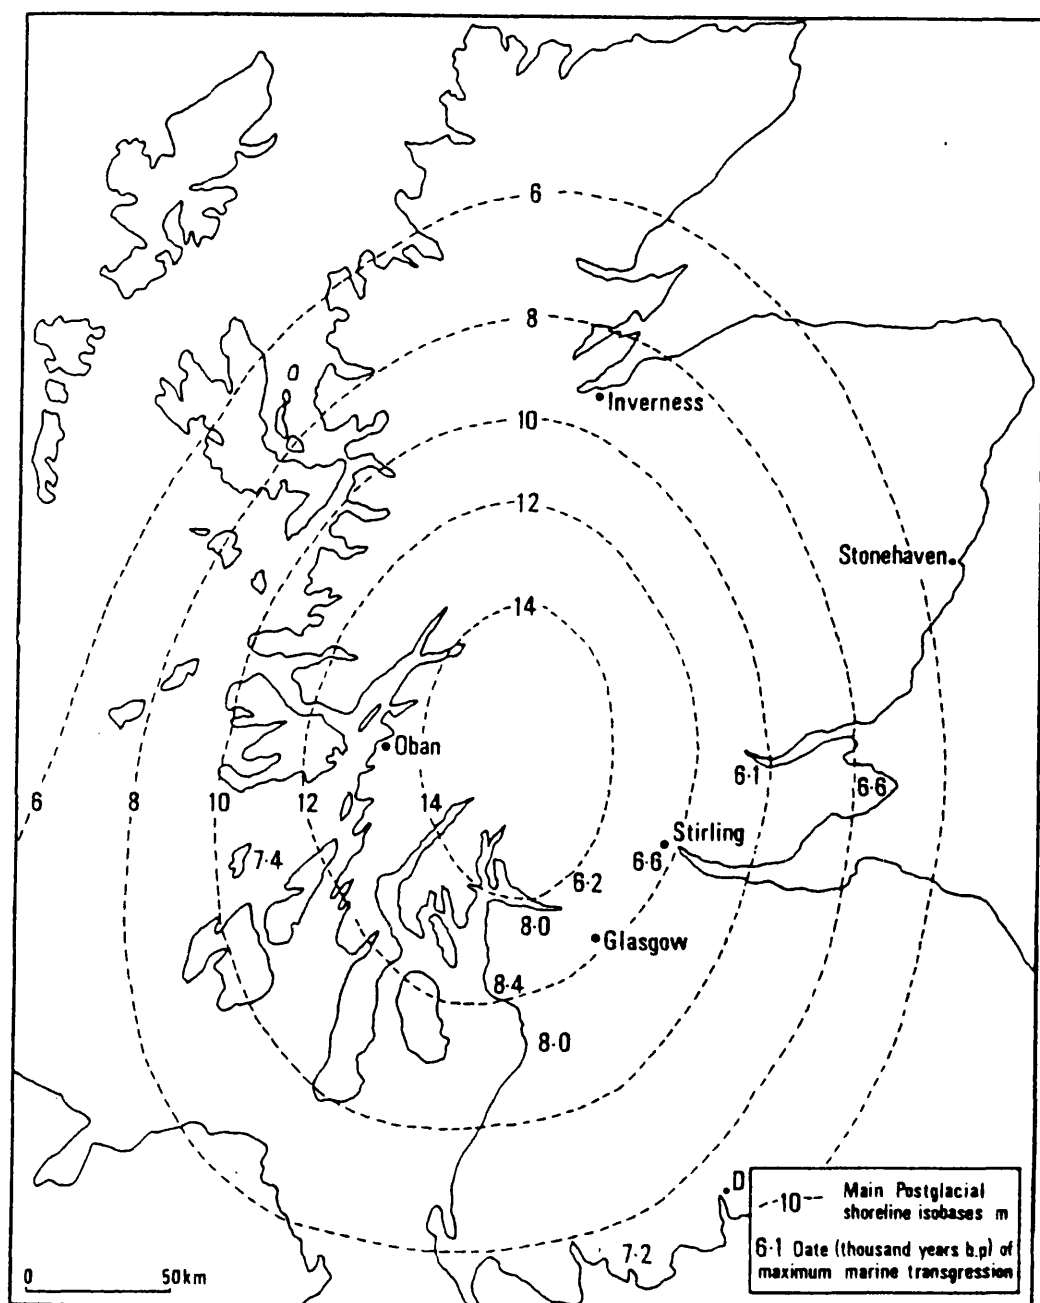 6
8
Inverness
10
12
Stonehaven
14
Oban
6·1
6·6
6
8
10
12
14
Stirling
7·4
6·6
6·2
8·0
Glasgow
8·4
8·0
D
10 Main Postglacial
shoreline isobases m
7·2
6·1 Date (thousand years b.p) of
maximum marine transgression
0 50km